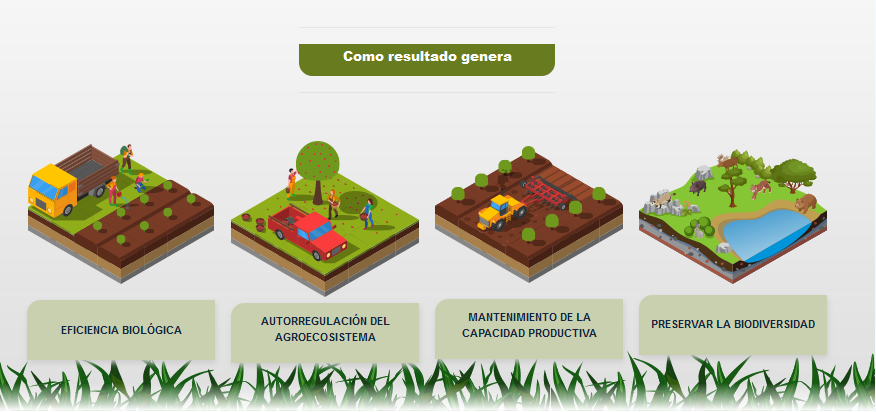 Como resultado genera
EFICIENCIA BIOLÓGICA
AUTORREGULACIÓN DEL
AGROECOSISTEMA
MANTENIMIENTO DE LA
CAPACIDAD PRODUCTIVA
PRESERVAR LA BIODIVERSIDAD